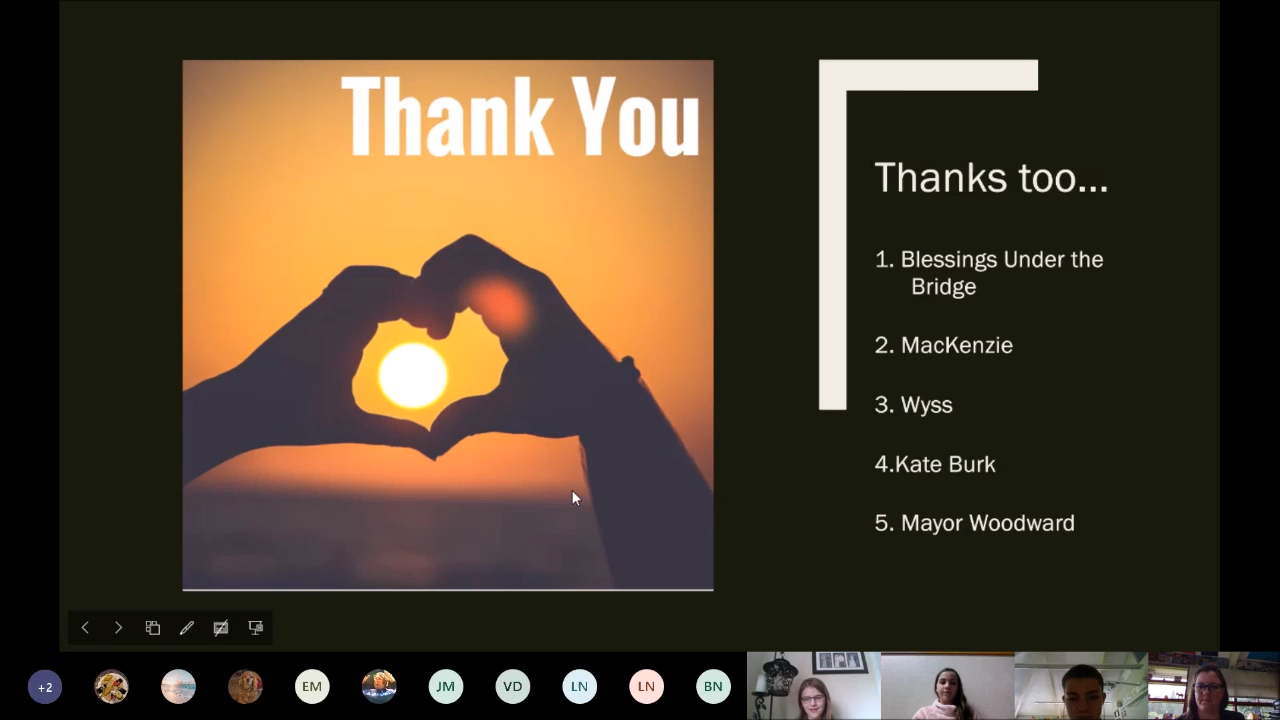 Thank You
Thanks too...
1. Blessings Under the
Bridge
2. MacKenzie
3. Wyss
4.Kate Burk
5. Mayor Woodward
+2
EM
JM
VD
LN
LN
BN